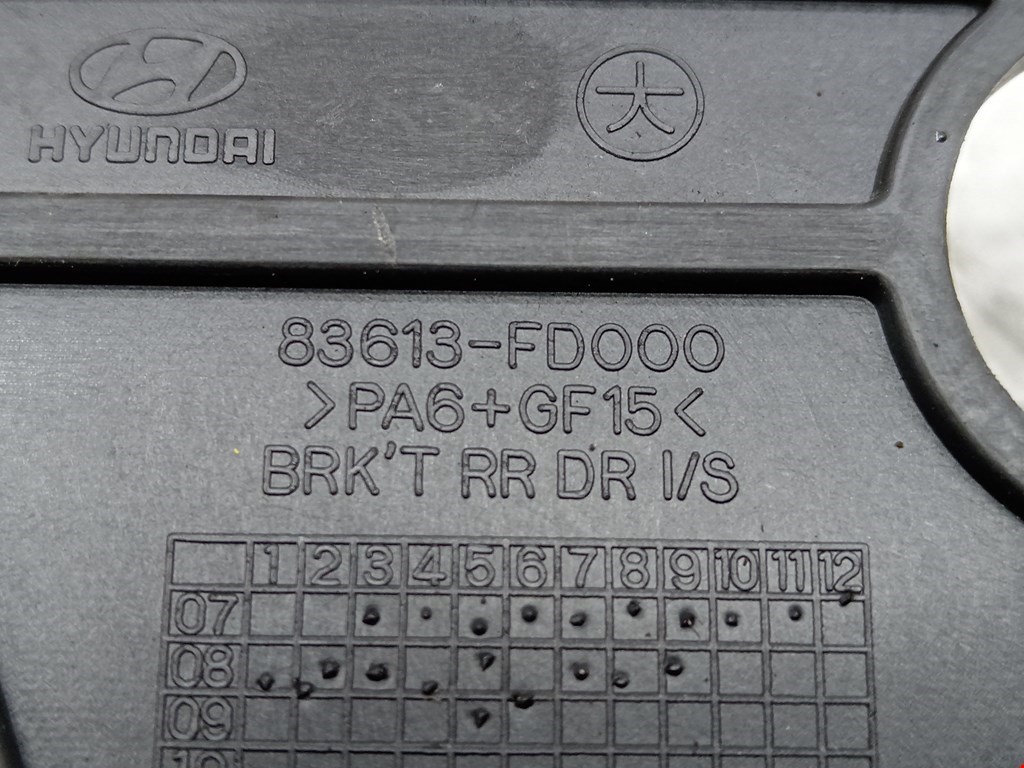 HYUNDAI
大
83613-FD000
>PA6+GF15<
BRK'T RR DR I/S
1 2 3 4 5 6 7 8 9 10 11 12
07
08
09